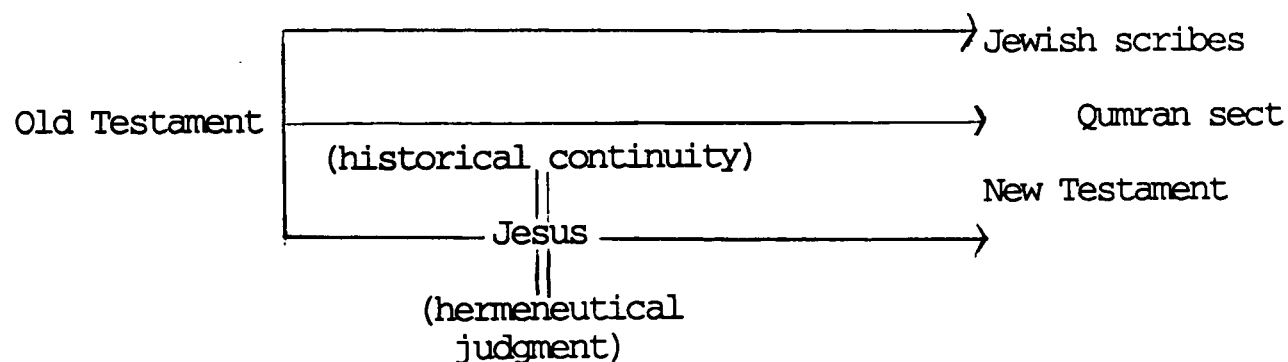 Jewish scribes
Old Testament
Qumran sect
(historical continuity)
New Testament
Jesus
(hermeneutical
judgment)